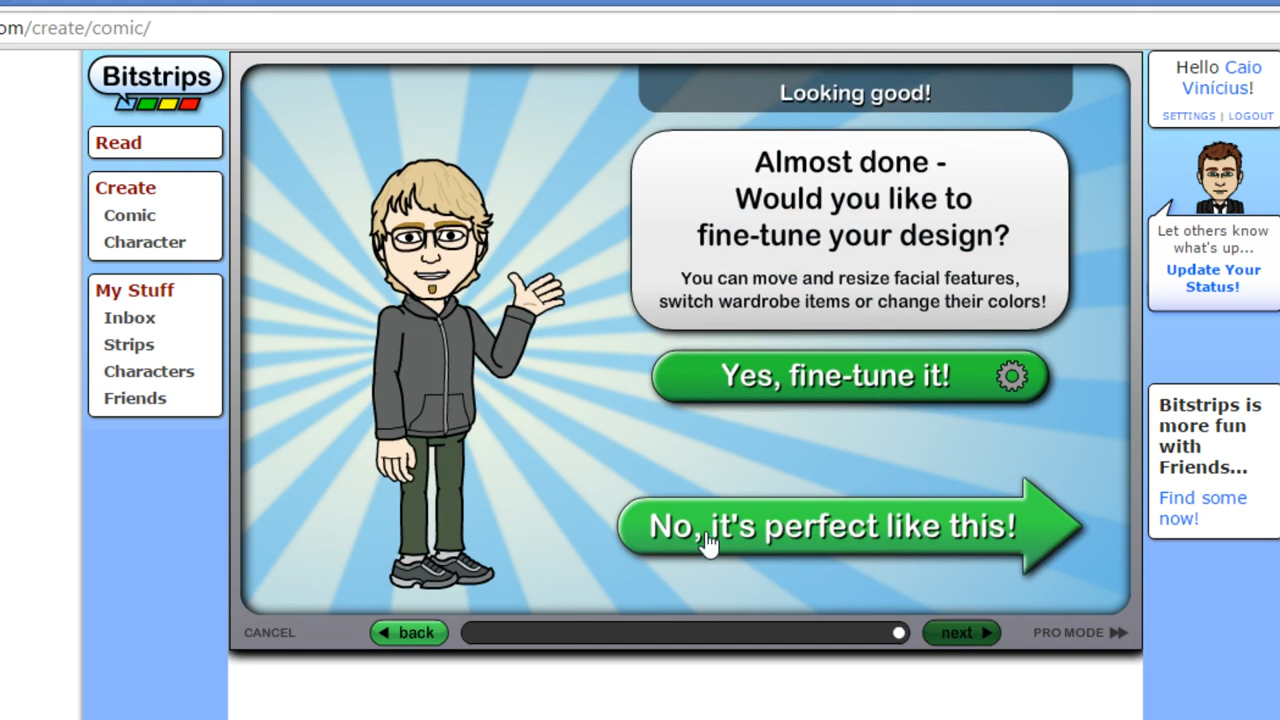 om/create/comic/
Bitstrips
Read
Create
Comic
Character
My Stuff
Inbox
Strips
Characters
Friends
Looking good!
Almost done -
Would you like to
fine-tune your design?
You can move and resize facial features,
switch wardrobe items or change their colors!
Yes, fine-tune it!
No, it's perfect like this!
CANCEL
back
next
PRO MODE
Hello Caio
Vinícius!
SETTINGS | LOGOUT
Let others know
what's up...
Update Your
Status!
Bitstrips is
more fun
with
Friends...
Find some
now!